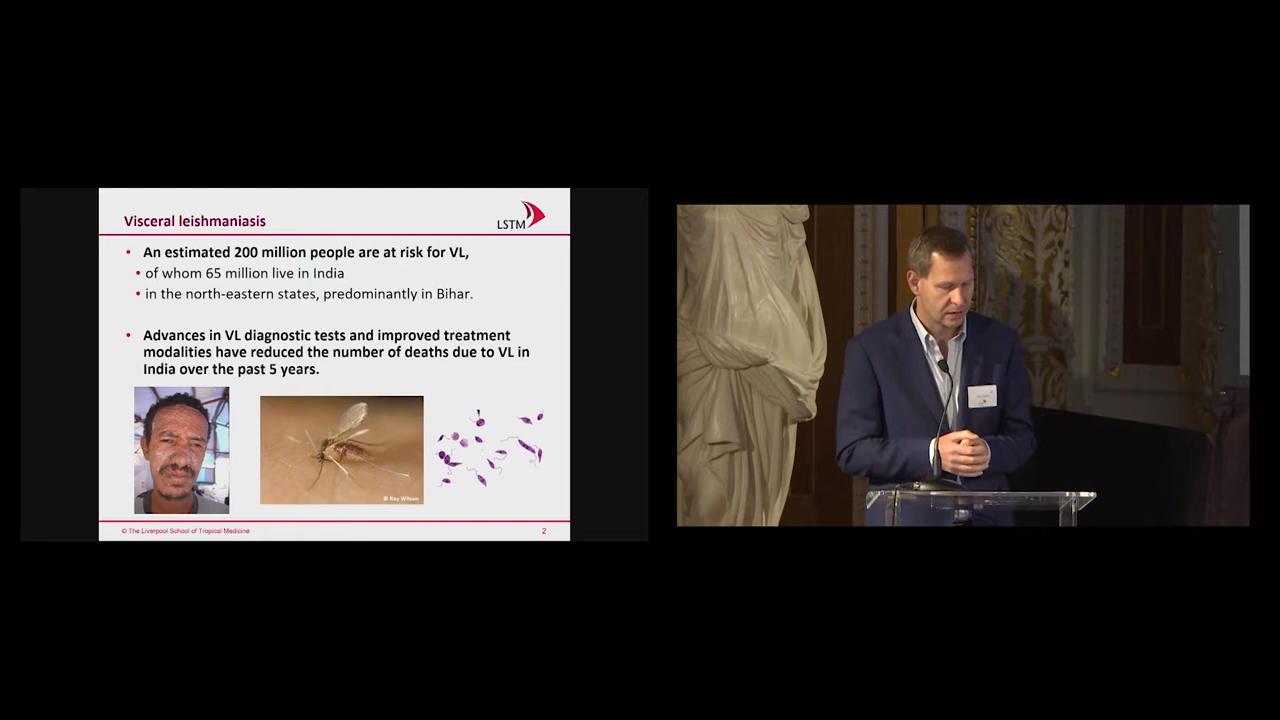 Visceral leishmaniasis
LSTM
• An estimated 200 million people are at risk for VL,
• of whom 65 million live in India
• in the north-eastern states, predominantly in Bihar.
• Advances in VL diagnostic tests and improved treatment
modalities have reduced the number of deaths due to VL in
India over the past 5 years.
© Ray Wilson
© The Liverpool School of Tropical Medicine
2